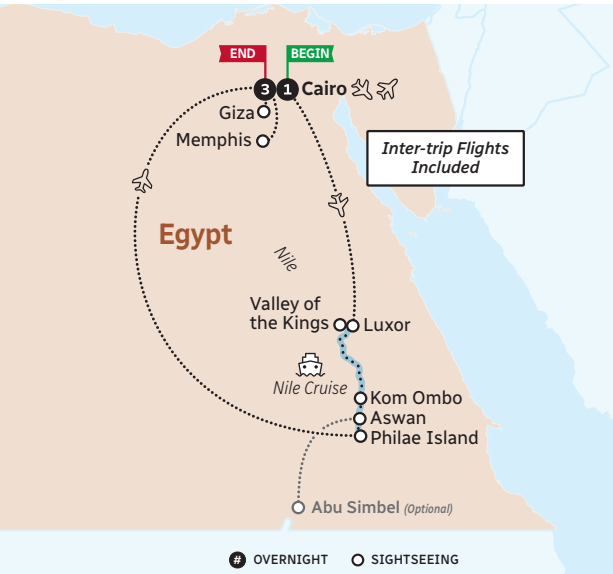 END
BEGIN
3
1
Cairo
Giza
Memphis
Inter-trip Flights
Included
Egypt
Nile
Valley of
the Kings
Luxor
Nile Cruise
Kom Ombo
Aswan
Philae Island
Abu Simbel (Optional)
# OVERNIGHT
SIGHTSEEING